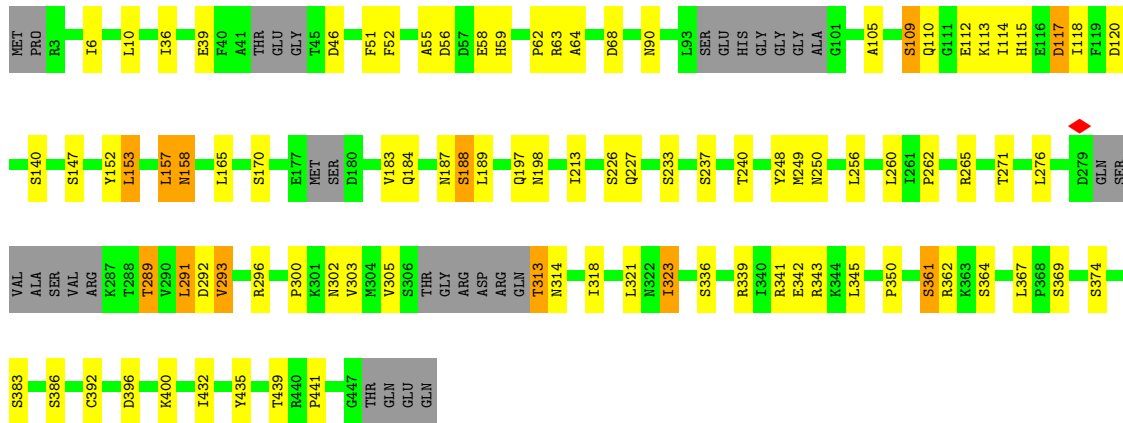 MET PRO R3 I6 L10 I36 E39 F40 A41 THR GLU GLY T45 D46 F51 F52 A55 D56 D57 E58 H59 P62 R63 A64 D68 N90 L93 SER GLU HIS GLY GLY GLY ALA G101 A105 S109 Q110 G111 E112 K113 I114 H115 E116 D117 I118 F119 D120
S140 S147 Y152 L153 L157 N158 L165 S170 E177 MET SER D180 V183 Q184 N187 S188 L189 Q197 N198 I213 S226 Q227 S233 S237 T240 Y248 M249 N250 L256 L260 I261 P262 R265 T271 L276 D279 GLN SER
VAL ALA SER VAL ARG K287 T288 T289 V290 L291 D292 V293 R296 P300 K301 N302 V303 M304 V305 S306 THR GLY ARG ASP ARG GLN T313 N314 I318 L321 N322 I323 S336 R339 I340 R341 E342 R343 K344 L345 P350 S361 R362 K363 S364 L367 P368 S369 S374
S383 S386 C392 D396 K400 I432 Y435 T439 R440 P441 G447 THR GLN GLU GLN